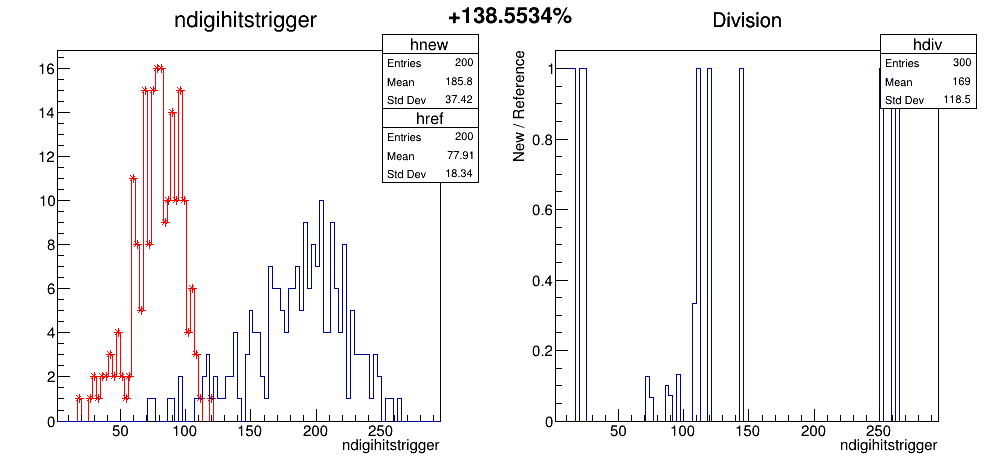 +138.5534%
ndigihitstrigger
hnew
Entries 200
Mean 185.8
Std Dev 37.42
href
Entries 200
Mean 77.91
Std Dev 18.34
16
14
12
10
8
6
4
2
0
50 100 150 200 250
ndigihitstrigger
Division
hdiv
Entries 300
Mean 169
Std Dev 118.5
New / Reference
1
0.8
0.6
0.4
0.2
0
50 100 150 200 250
ndigihitstrigger